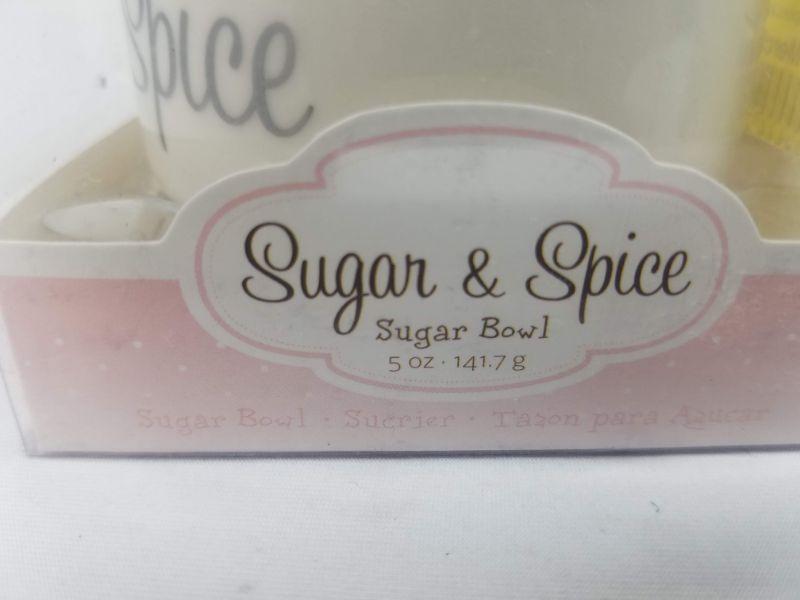 Spice
Sugar & Spice
Sugar Bowl
5 oz · 141.7 g
Sugar Bowl · Sucrier · Tazon para Azucar